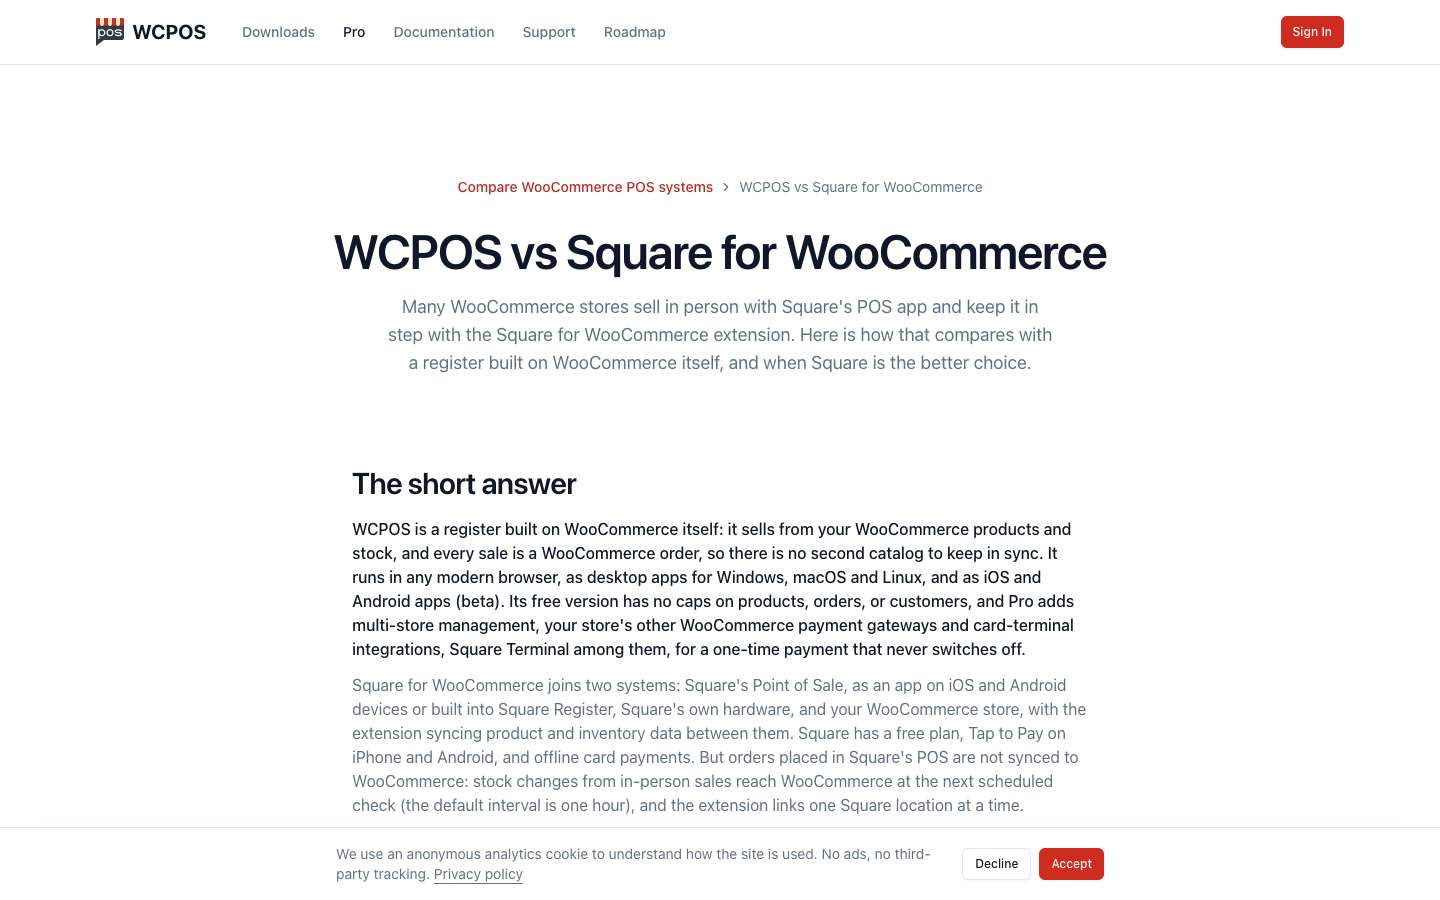 pos WCPOS Downloads Pro Documentation Support Roadmap Sign In
Compare WooCommerce POS systems > WCPOS vs Square for WooCommerce
WCPOS vs Square for WooCommerce
Many WooCommerce stores sell in person with Square's POS app and keep it in
step with the Square for WooCommerce extension. Here is how that compares with
a register built on WooCommerce itself, and when Square is the better choice.
The short answer
WCPOS is a register built on WooCommerce itself: it sells from your WooCommerce products and
stock, and every sale is a WooCommerce order, so there is no second catalog to keep in sync. It
runs in any modern browser, as desktop apps for Windows, macOS and Linux, and as iOS and
Android apps (beta). Its free version has no caps on products, orders, or customers, and Pro adds
multi-store management, your store's other WooCommerce payment gateways and card-terminal
integrations, Square Terminal among them, for a one-time payment that never switches off.
Square for WooCommerce joins two systems: Square's Point of Sale, as an app on iOS and Android
devices or built into Square Register, Square's own hardware, and your WooCommerce store, with the
extension syncing product and inventory data between them. Square has a free plan, Tap to Pay on
iPhone and Android, and offline card payments. But orders placed in Square's POS are not synced to
WooCommerce: stock changes from in-person sales reach WooCommerce at the next scheduled
check (the default interval is one hour), and the extension links one Square location at a time.
We use an anonymous analytics cookie to understand how the site is used. No ads, no third-
party tracking. Privacy policy
Decline Accept